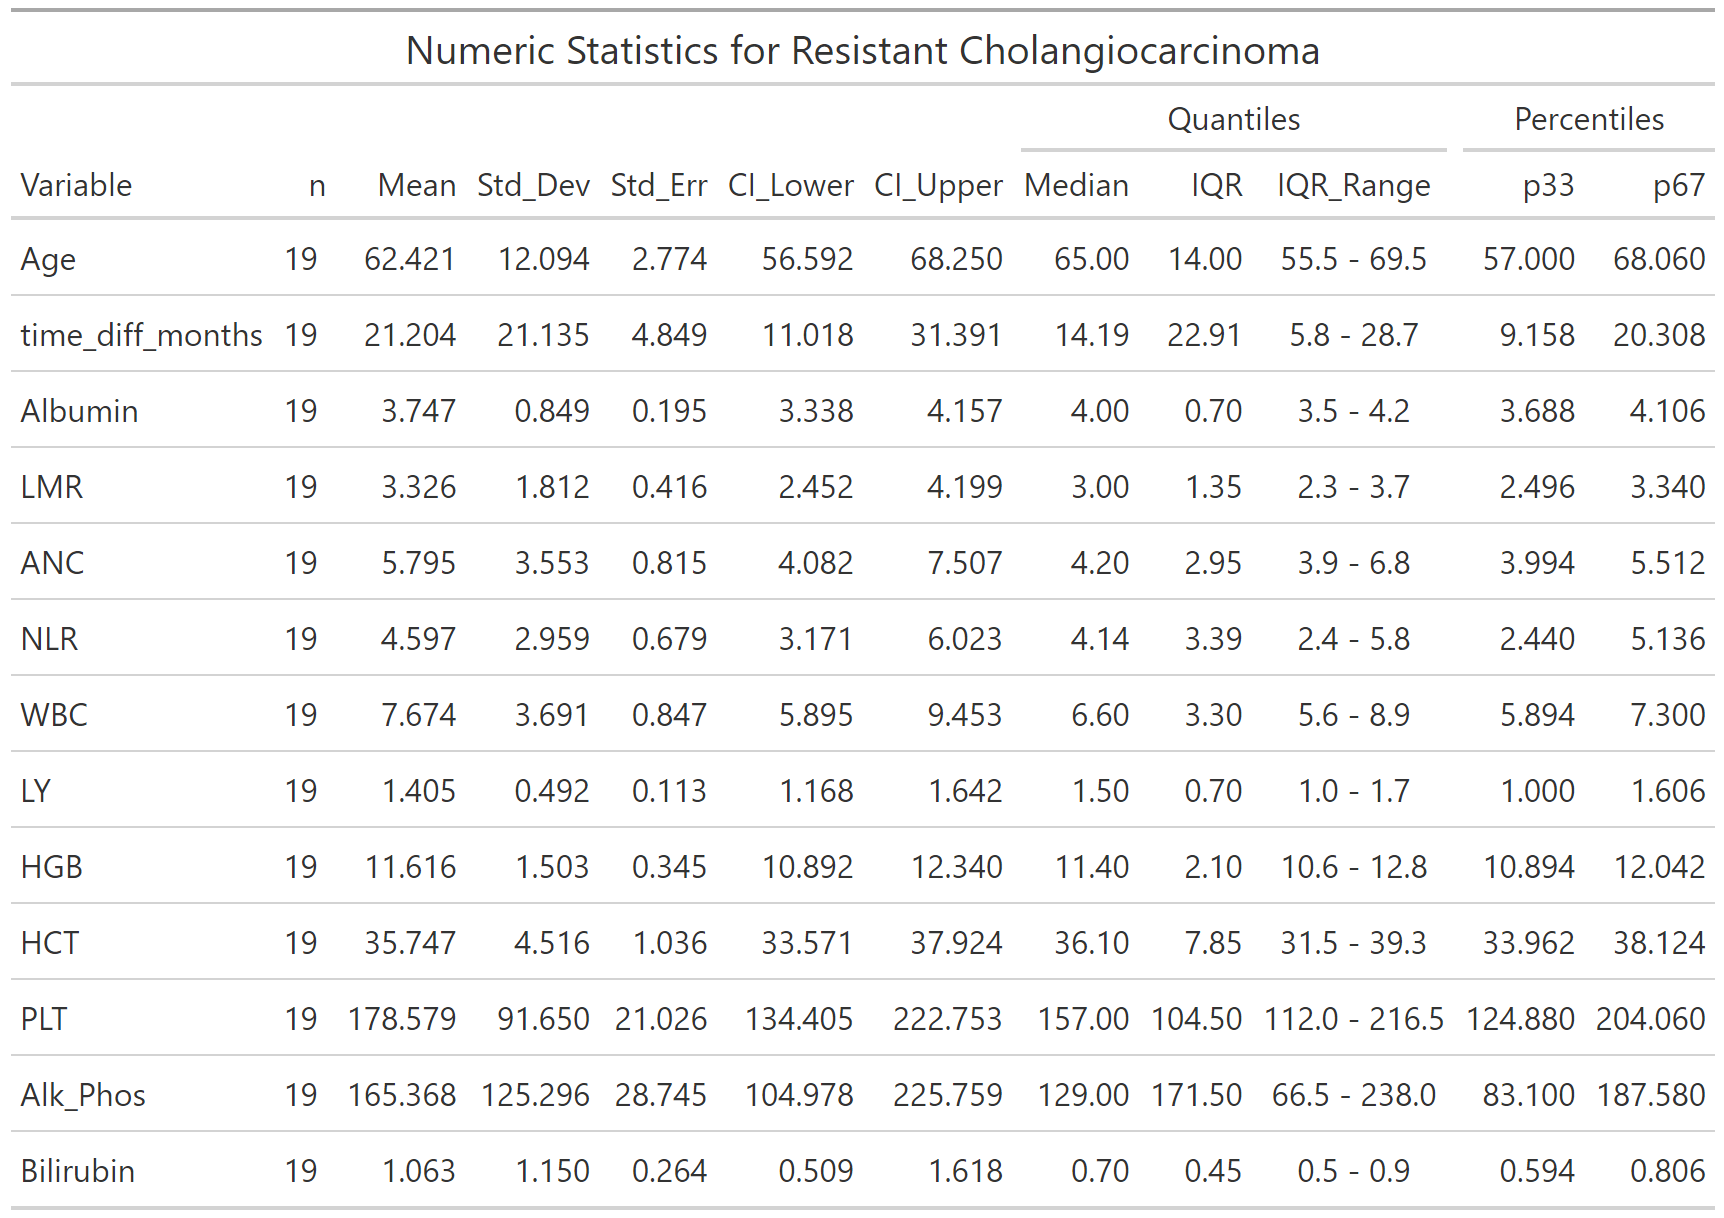 Numeric Statistics for Resistant Cholangiocarcinoma
Quantiles Percentiles
Variable n Mean Std_Dev Std_Err CI_Lower CI_Upper Median IQR IQR_Range p33 p67
Age 19 62.421 12.094 2.774 56.592 68.250 65.00 14.00 55.5 - 69.5 57.000 68.060
time_diff_months 19 21.204 21.135 4.849 11.018 31.391 14.19 22.91 5.8 - 28.7 9.158 20.308
Albumin 19 3.747 0.849 0.195 3.338 4.157 4.00 0.70 3.5 - 4.2 3.688 4.106
LMR 19 3.326 1.812 0.416 2.452 4.199 3.00 1.35 2.3 - 3.7 2.496 3.340
ANC 19 5.795 3.553 0.815 4.082 7.507 4.20 2.95 3.9 - 6.8 3.994 5.512
NLR 19 4.597 2.959 0.679 3.171 6.023 4.14 3.39 2.4 - 5.8 2.440 5.136
WBC 19 7.674 3.691 0.847 5.895 9.453 6.60 3.30 5.6 - 8.9 5.894 7.300
LY 19 1.405 0.492 0.113 1.168 1.642 1.50 0.70 1.0 - 1.7 1.000 1.606
HGB 19 11.616 1.503 0.345 10.892 12.340 11.40 2.10 10.6 - 12.8 10.894 12.042
HCT 19 35.747 4.516 1.036 33.571 37.924 36.10 7.85 31.5 - 39.3 33.962 38.124
PLT 19 178.579 91.650 21.026 134.405 222.753 157.00 104.50 112.0 - 216.5 124.880 204.060
Alk_Phos 19 165.368 125.296 28.745 104.978 225.759 129.00 171.50 66.5 - 238.0 83.100 187.580
Bilirubin 19 1.063 1.150 0.264 0.509 1.618 0.70 0.45 0.5 - 0.9 0.594 0.806